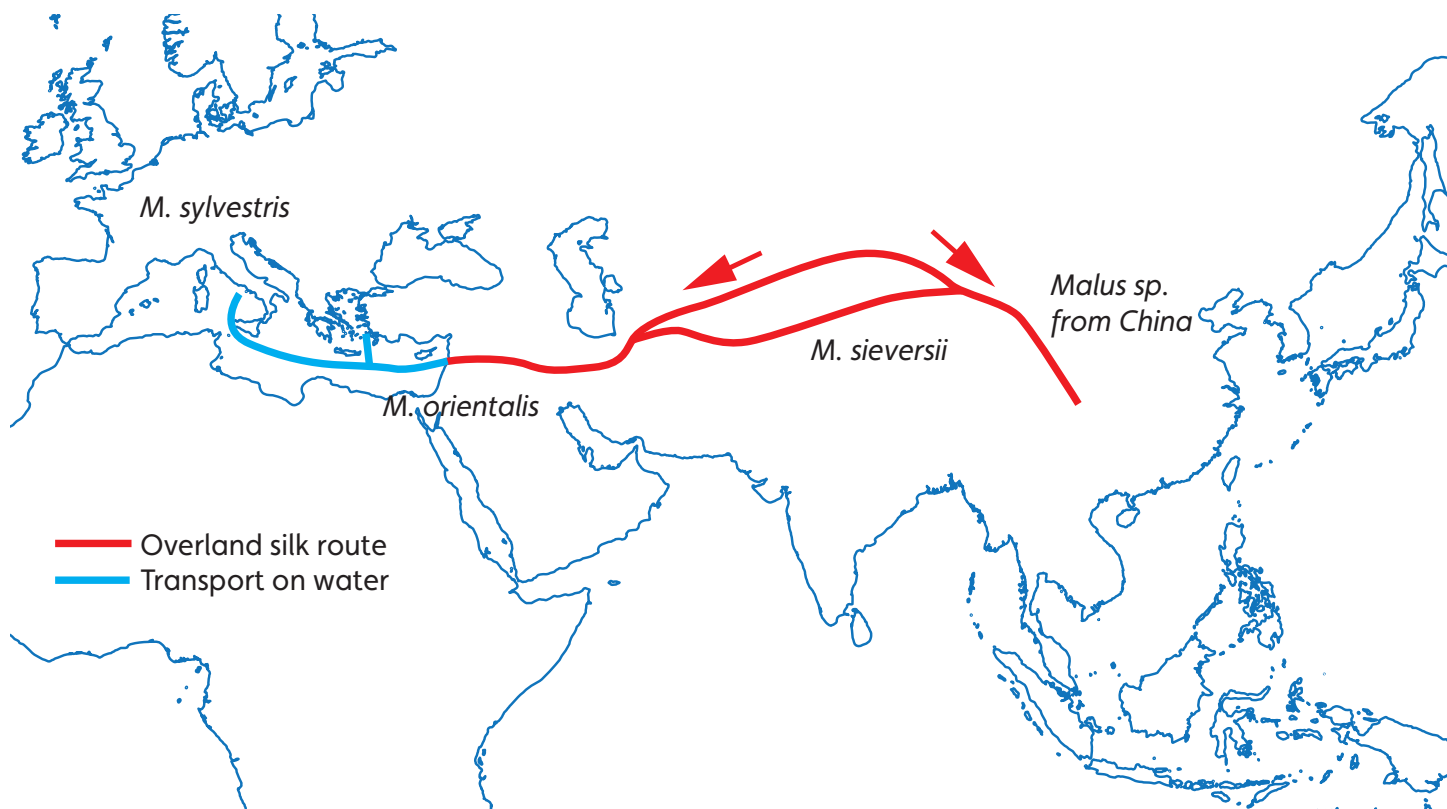 M. sylvestris
Malus sp.
from China
M. sieversii
M. orientalis
Overland silk route
Transport on water